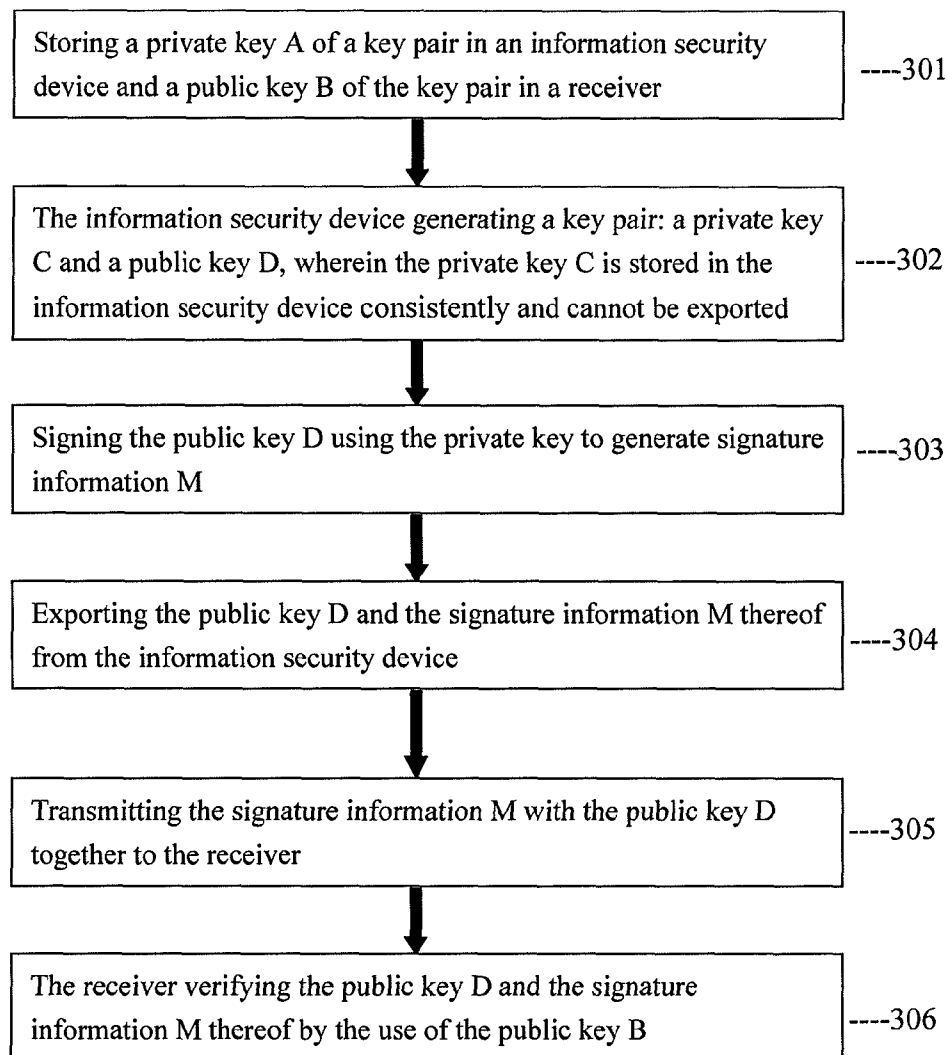 Storing a private key A of a key pair in an information security
device and a public key B of the key pair in a receiver
----301
The information security device generating a key pair: a private key
C and a public key D, wherein the private key C is stored in the
information security device consistently and cannot be exported
----302
Signing the public key D using the private key to generate signature
information M
----303
Exporting the public key D and the signature information M thereof
from the information security device
----304
Transmitting the signature information M with the public key D
together to the receiver
----305
The receiver verifying the public key D and the signature
information M thereof by the use of the public key B
----306